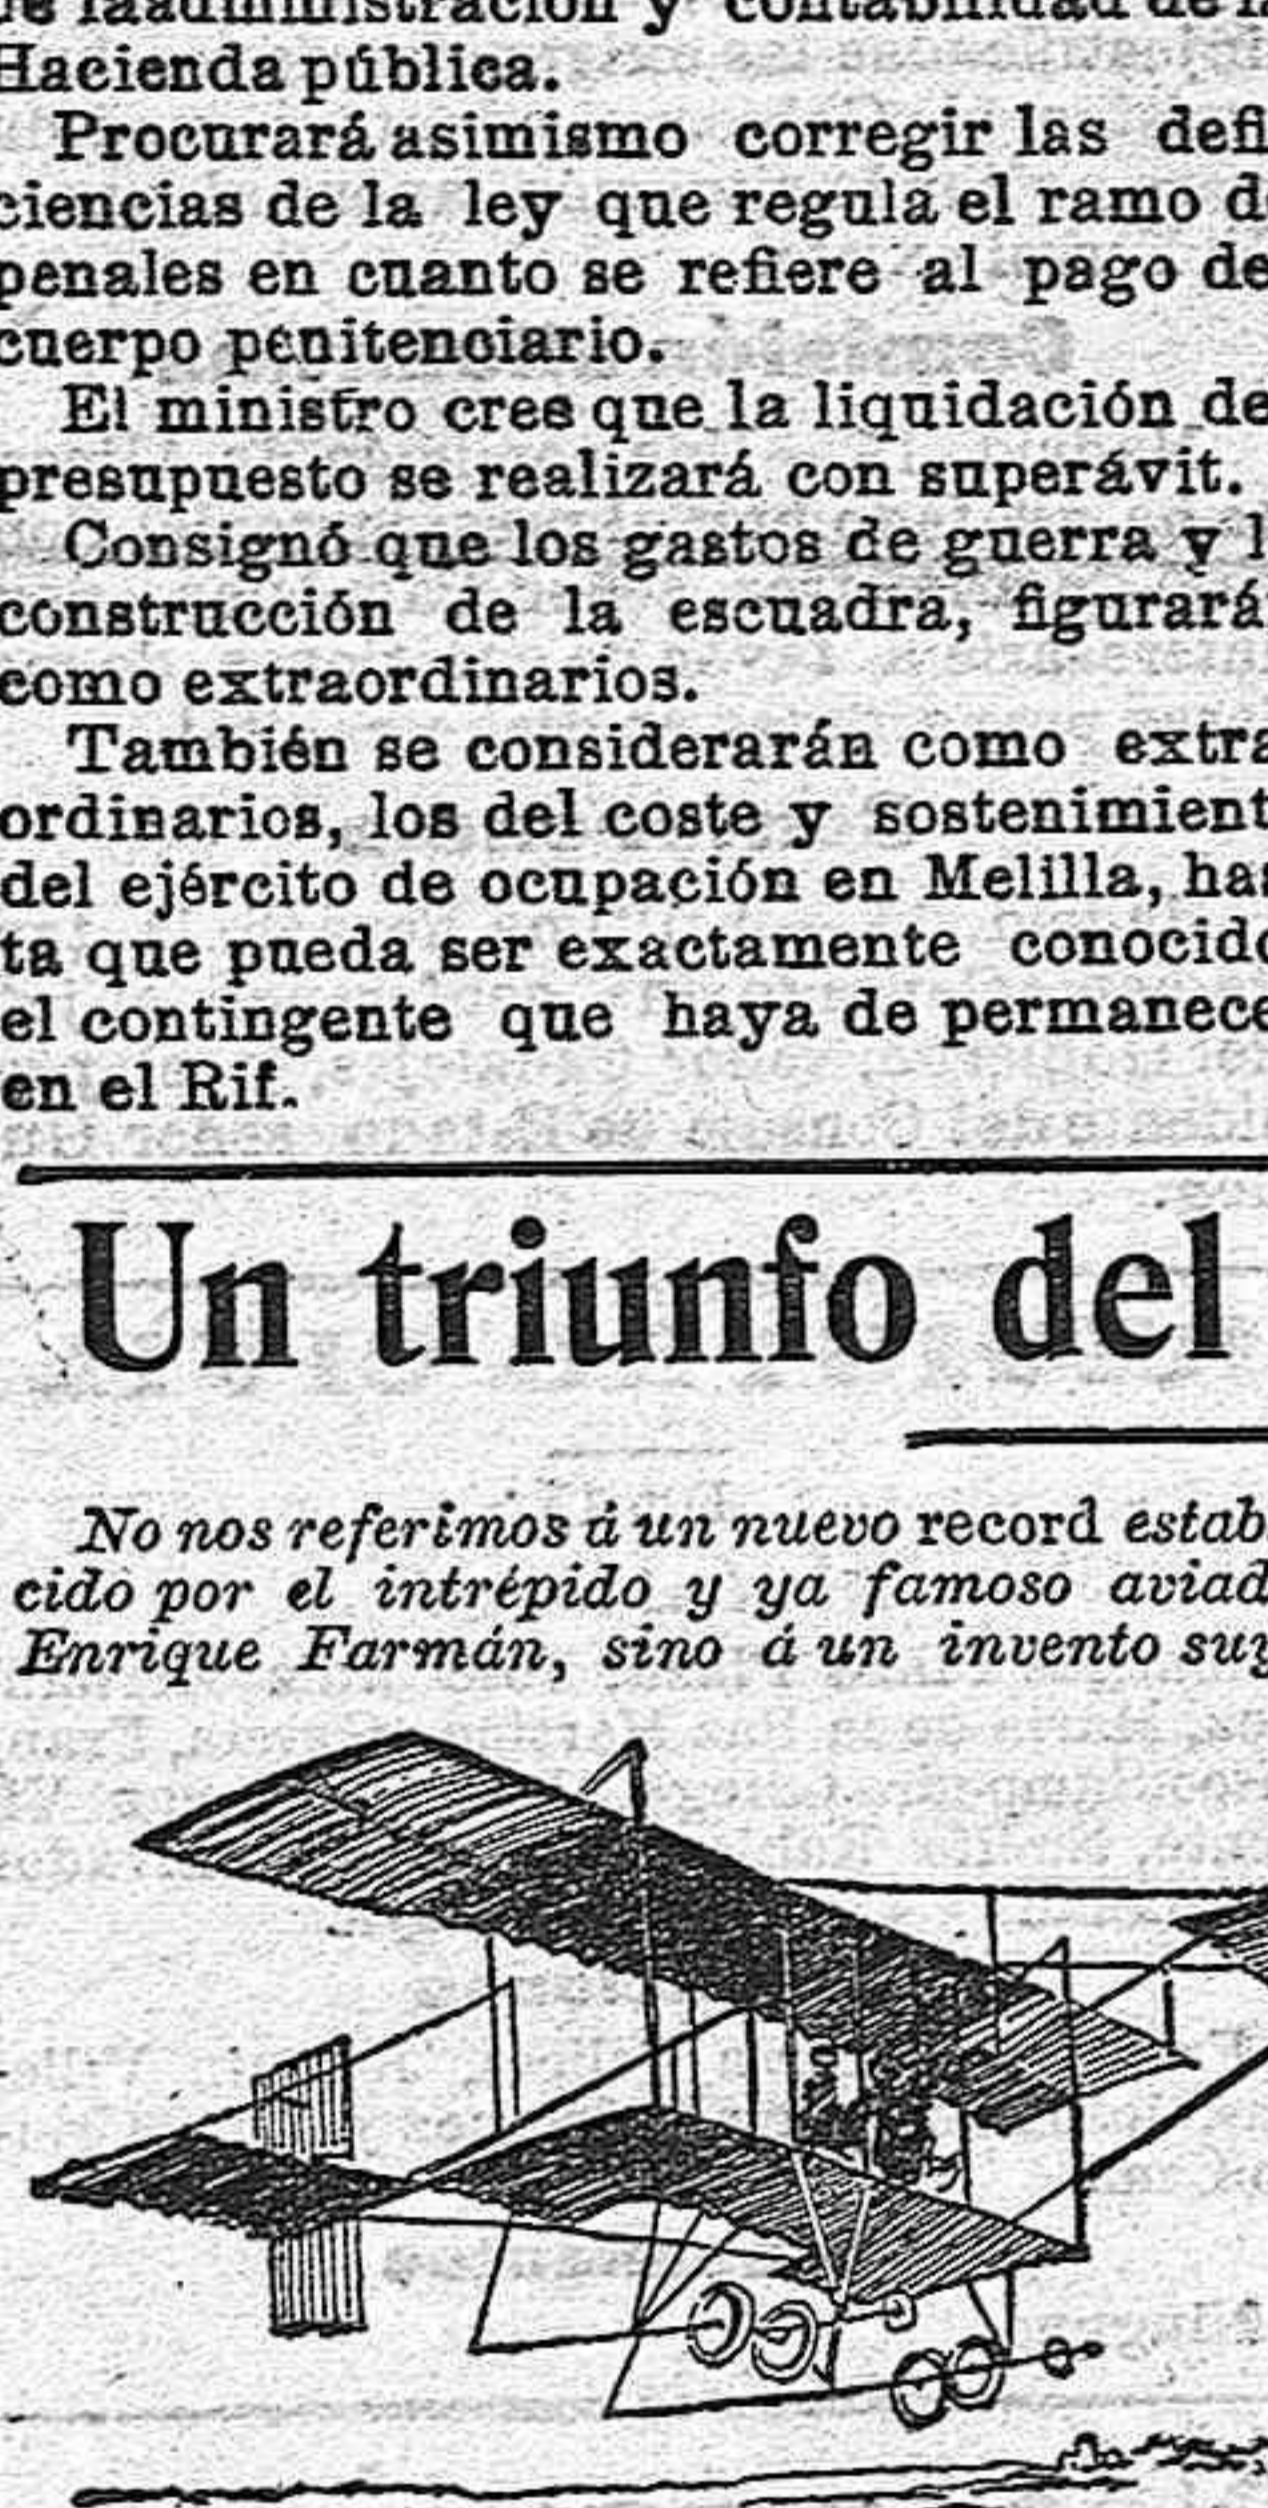 de la administración y contabilidad de
Hacienda pública.
Procurará asimismo corregir las defi
ciencias de la ley que regula el ramo d
penales en cuanto se refiere al pago de
cuerpo penitenciario.
El ministro cree que la liquidación de
presupuesto se realizará con superávit.
Consignó que los gastos de guerra y l
construcción de la escuadra, figurará
como extraordinarios.
También se considerarán como extra
ordinarios, los del coste y sostenimient
del ejército de ocupación en Melilla, has
ta que pueda ser exactamente conocido
el contingente que haya de permanece
en el Rif.
Un triunfo del
No nos referimos á un nuevo record estab
cido por el intrépido y ya famoso aviad
Enrique Farmán, sino á un invento suy